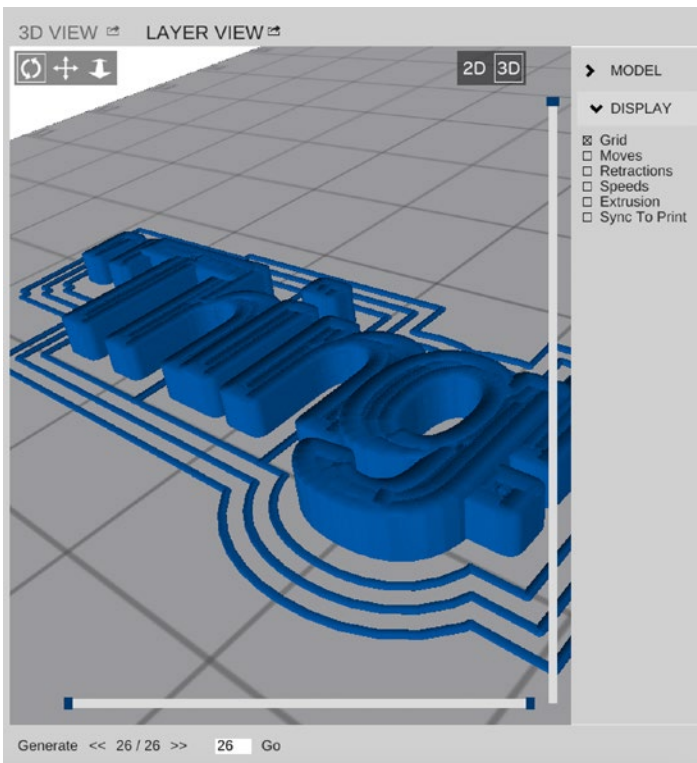 3D VIEW LAYER VIEW
2D 3D
MODEL
DISPLAY
Grid
Moves
Retractions
Speeds
Extrusion
Sync To Print
Generate << 26 / 26 >> 26 Go